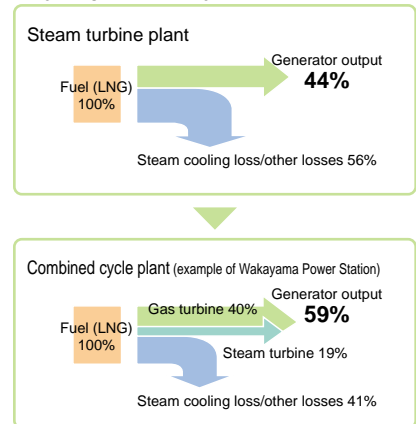 Steam turbine plant
Generator output
44%
Fuel (LNG)
100%
Steam cooling loss/other losses 56%
Combined cycle plant (example of Wakayama Power Station)
Generator output
Gas turbine 40%
59%
Fuel (LNG)
100%
Steam turbine 19%
Steam cooling loss/other losses 41%